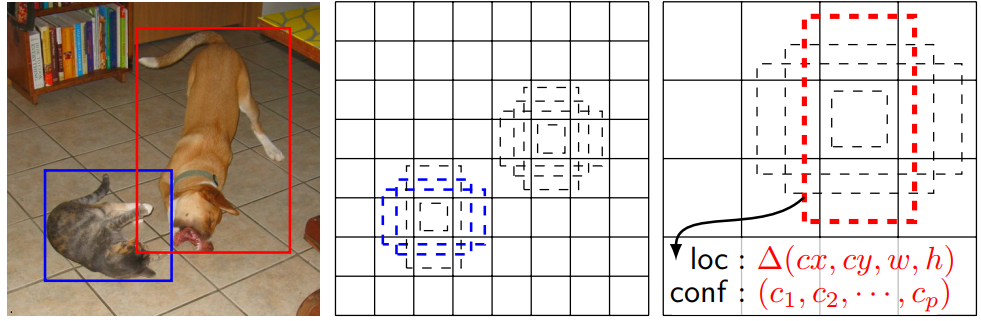 loc : Δ(cx, cy, w, h)
conf : (c₁, c₂, ⋯, cₚ)